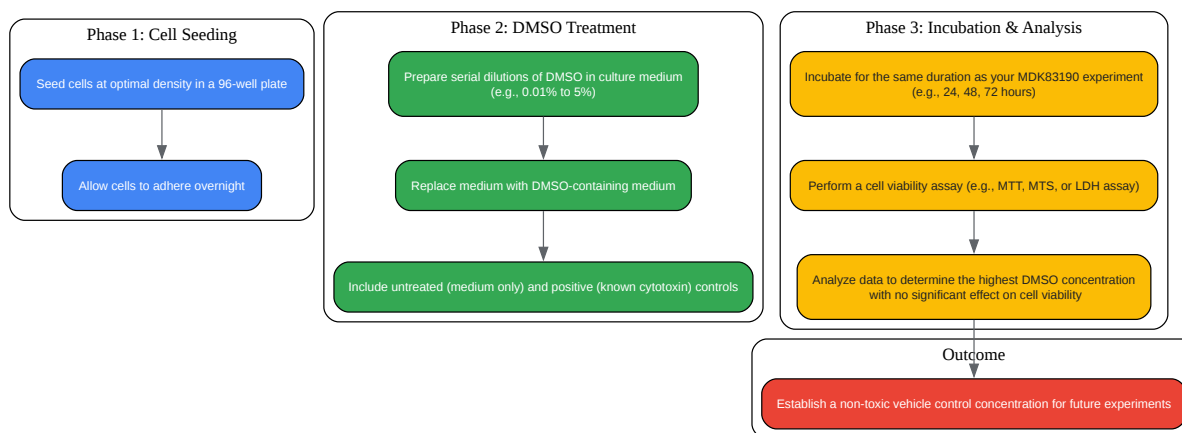 Phase 1: Cell Seeding
Seed cells at optimal density in a 96-well plate
Allow cells to adhere overnight
Phase 2: DMSO Treatment
Prepare serial dilutions of DMSO in culture medium
(e.g., 0.01% to 5%)
Replace medium with DMSO-containing medium
Include untreated (medium only) and positive (known cytotoxin) controls
Phase 3: Incubation & Analysis
Incubate for the same duration as your MDK83190 experiment
(e.g., 24, 48, 72 hours)
Perform a cell viability assay (e.g., MTT, MTS, or LDH assay)
Analyze data to determine the highest DMSO concentration
with no significant effect on cell viability
Outcome
Establish a non-toxic vehicle control concentration for future experiments